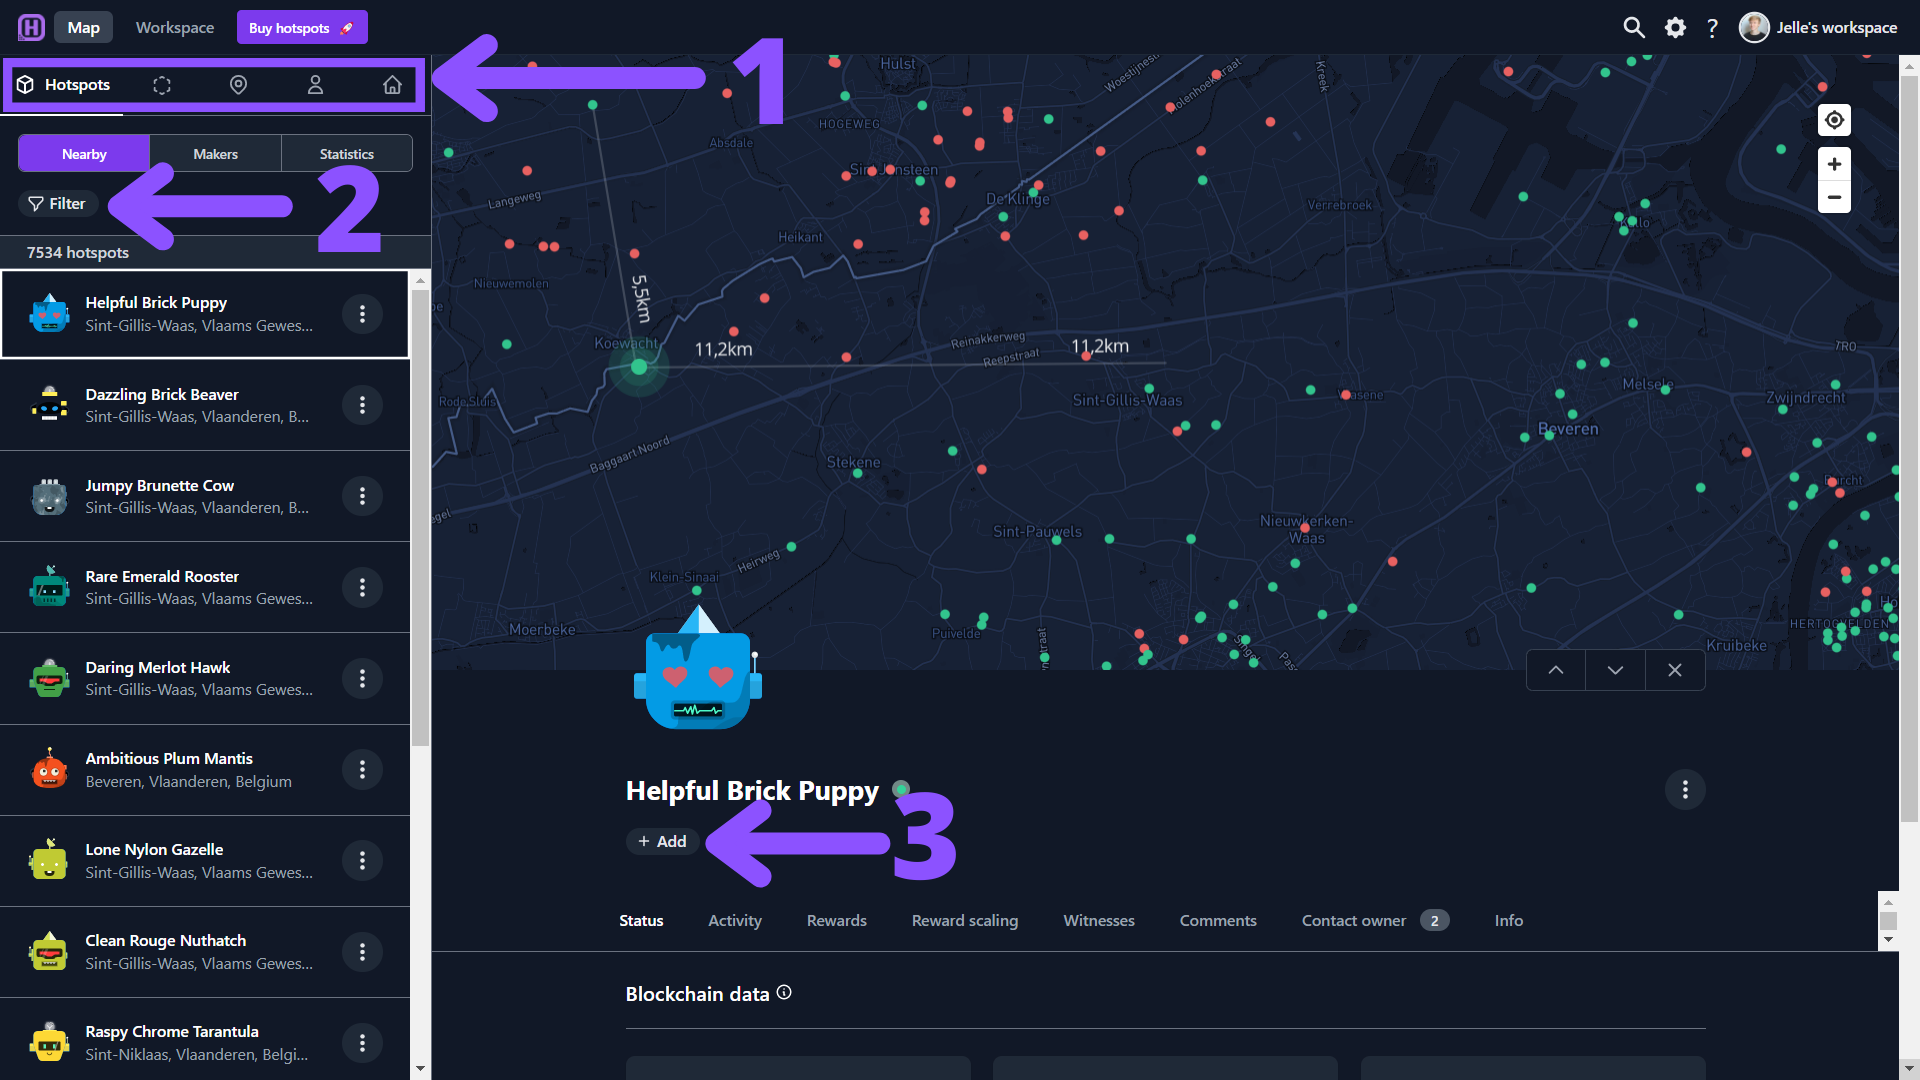 H
Map
Workspace
Buy hotspots
?
Jelle's workspace
Hotspots
1
Nearby
Makers
Statistics
Filter
2
7534 hotspots
Helpful Brick Puppy
Sint-Gillis-Waas, Vlaams Gewes...
Dazzling Brick Beaver
Sint-Gillis-Waas, Vlaanderen, B...
Jumpy Brunette Cow
Sint-Gillis-Waas, Vlaanderen, B...
Rare Emerald Rooster
Sint-Gillis-Waas, Vlaams Gewes...
Daring Merlot Hawk
Sint-Gillis-Waas, Vlaams Gewes...
Ambitious Plum Mantis
Beveren, Vlaanderen, Belgium
Lone Nylon Gazelle
Sint-Gillis-Waas, Vlaams Gewes...
Clean Rouge Nuthatch
Sint-Gillis-Waas, Vlaams Gewes...
Raspy Chrome Tarantula
Sint-Niklaas, Vlaanderen, Belgi...
Hulst
HOGEWEG
Absdale
Langeweg
De Klinge
Verrebroek
Heikant
Nieuwemolen
5,5km
Koewacht
11,2km
11,2km
Reinakkerweg
Reepstraat
Rode Sluis
Sint-Gillis-Waas
Melsele
Zwijndrecht
Beveren
Baggaart Noord
Stekene
Sint-Pauwels
Nieuwkerken-
Waas
Heirweg
Klein-Sinaai
Moerbeke
Puivelde
Kruibeke
Helpful Brick Puppy
+ Add
3
Status
Activity
Rewards
Reward scaling
Witnesses
Comments
Contact owner 2
Info
Blockchain data